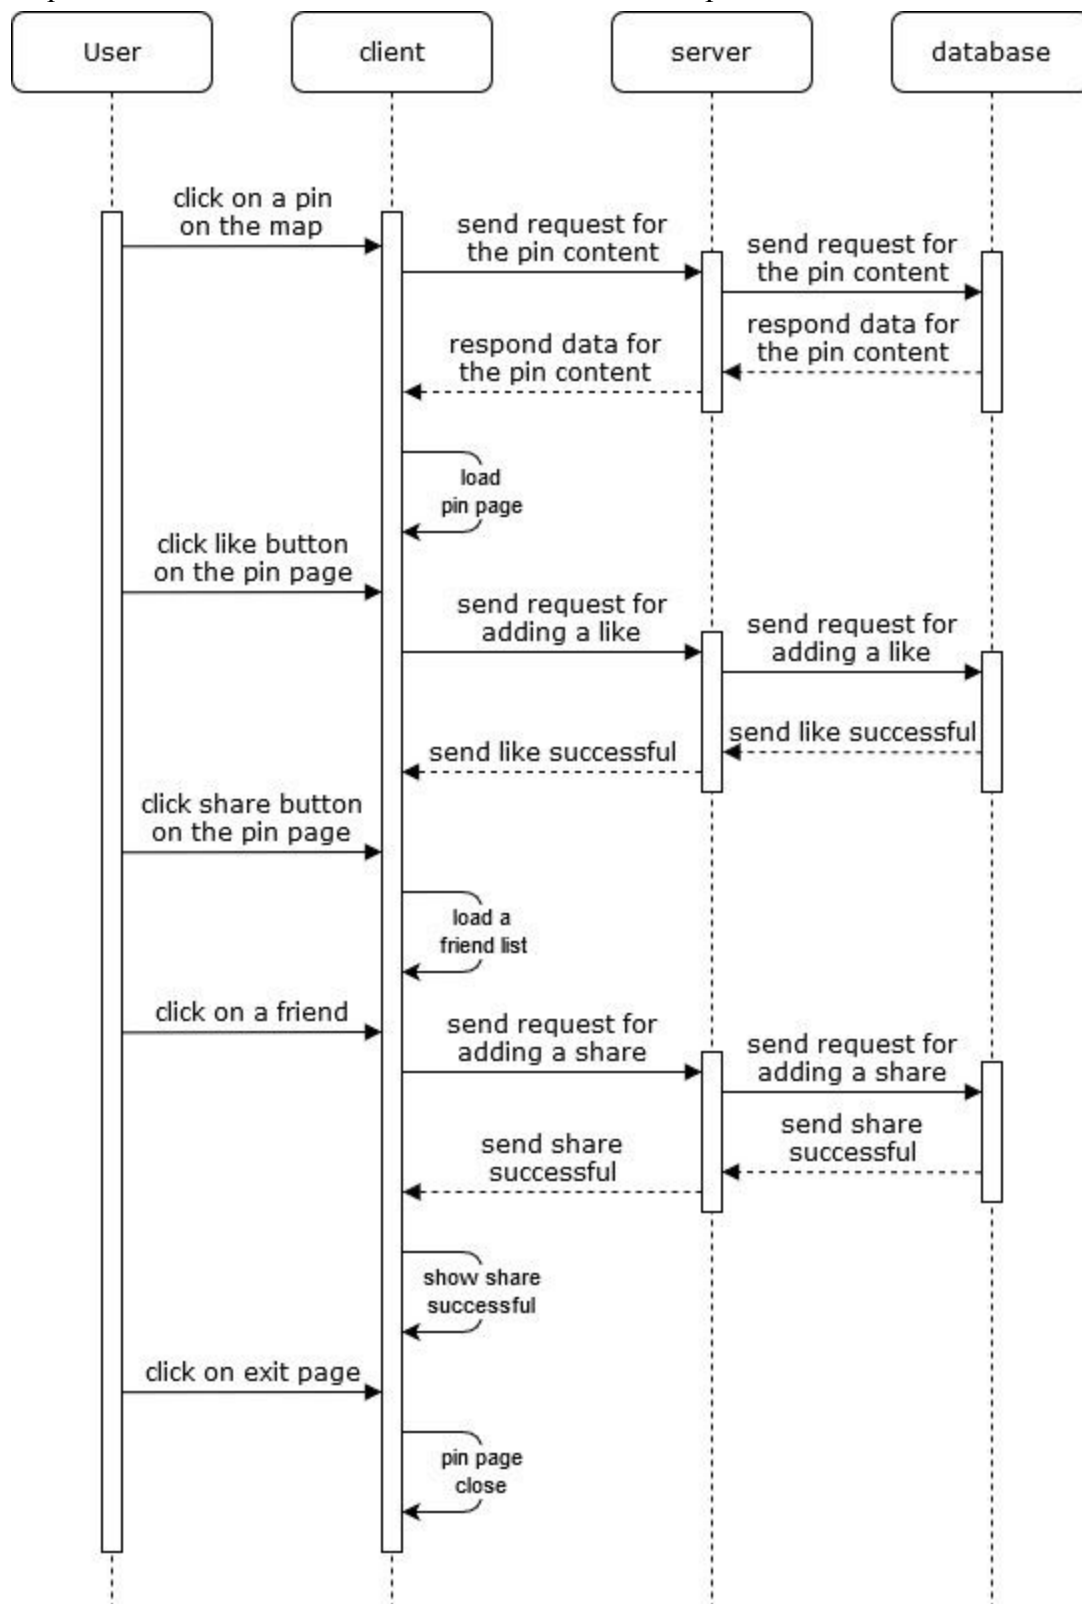 User
client
server
database
click on a pin
on the map
send request for
the pin content
send request for
the pin content
respond data for
the pin content
respond data for
the pin content
load
pin page
click like button
on the pin page
send request for
adding a like
send request for
adding a like
send like successful
send like successful
click share button
on the pin page
load a
friend list
click on a friend
send request for
adding a share
send request for
adding a share
send share
successful
send share
successful
show share
successful
click on exit page
pin page
close